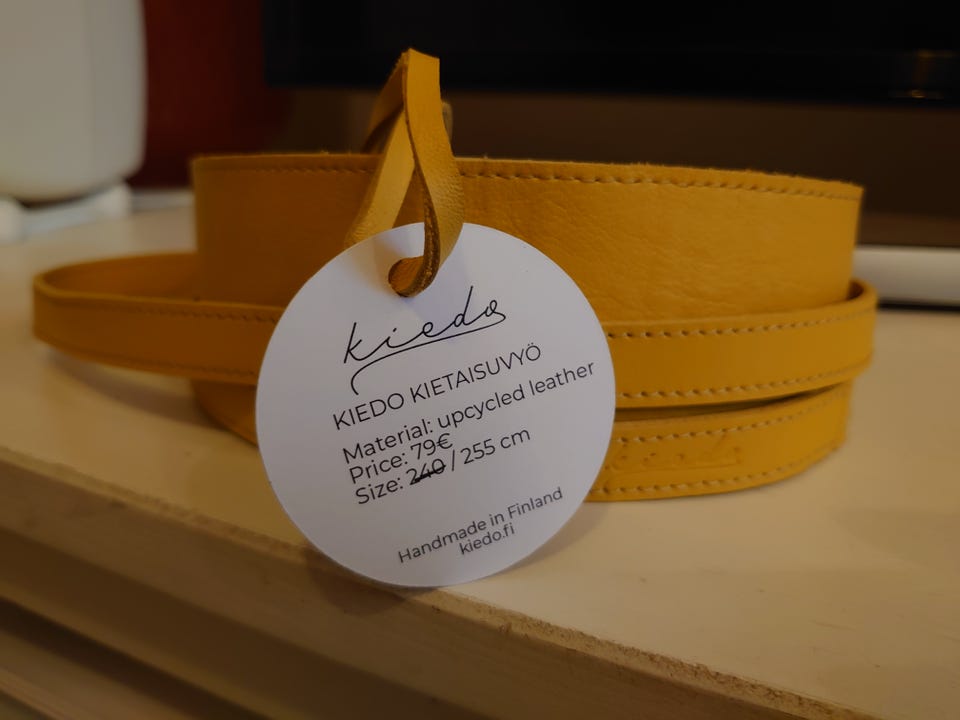 kiedo
KIEDO KIETAISUVYÖ
Material: upcycled leather
Price: 79€
Size: 240 / 255 cm
Handmade in Finland
kiedo.fi